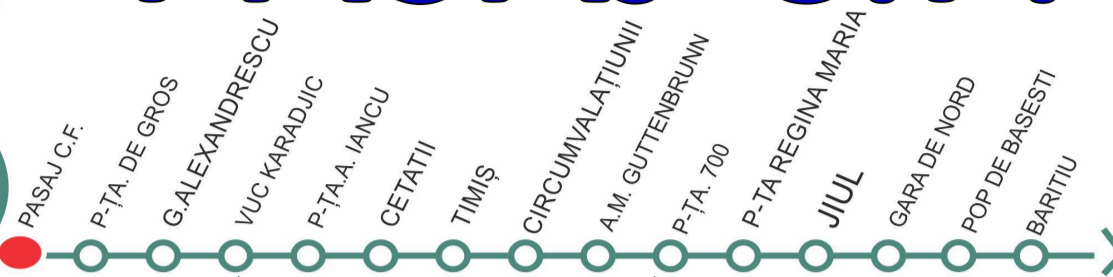 PASAJ C.F.
P-ȚA. DE GROS
G.ALEXANDRESCU
VUC KARADJIC
P-ȚA.A. IANCU
CETATII
TIMIȘ
CIRCUMVALAȚIUNII
A.M. GUTTENBRUNN
P-ȚA. 700
P-TA REGINA MARIA
JIUL
GARA DE NORD
POP DE BASESTI
BARITIU